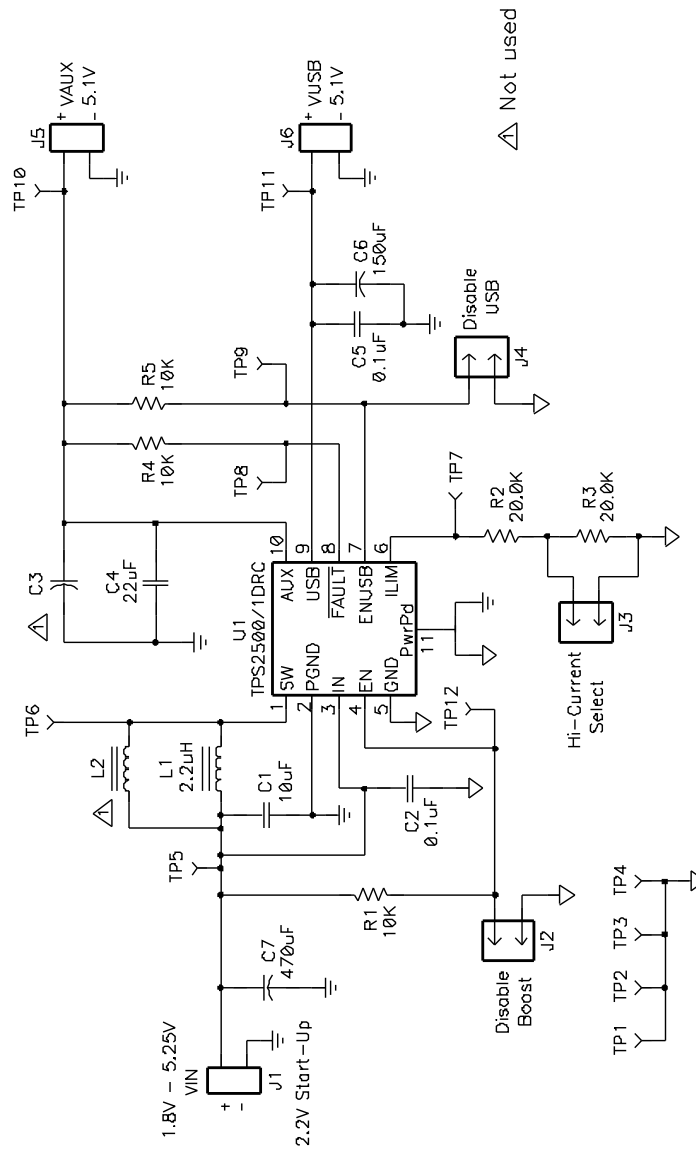 1.8V - 5.25V
VIN
+
-
J1
2.2V Start-Up
C7
470uF
TP5
R1
10K
Disable
Boost
J2
TP1
TP2
TP3
TP4
TP6
L2
1
L1
2.2uH
C1
10uF
C2
0.1uF
TP12
U1
TPS2500/1DRC
1
SW
2
PGND
3
IN
4
EN
5
GND
AUX
10
USB
9
FAULT
8
ENUSB
7
ILIM
6
PwrPd
11
C3
1
C4
22uF
R4
10K
R5
10K
TP8
TP9
C5
0.1uF
C6
150uF
TP10
J5
+
VAUX
- 5.1V
TP11
J6
+
VUSB
- 5.1V
Disable
USB
J4
TP7
R2
20.0K
R3
20.0K
Hi-Current
Select
J3
1 Not used